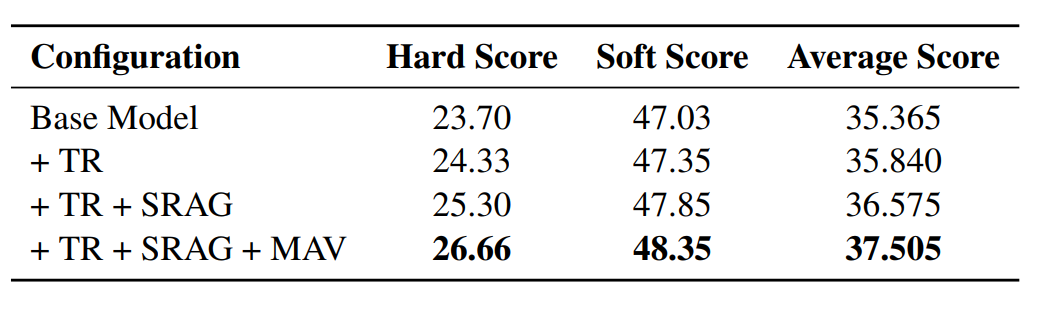 Configuration Hard Score Soft Score Average Score
Base Model 23.70 47.03 35.365
+ TR 24.33 47.35 35.840
+ TR + SRAG 25.30 47.85 36.575
+ TR + SRAG + MAV 26.66 48.35 37.505